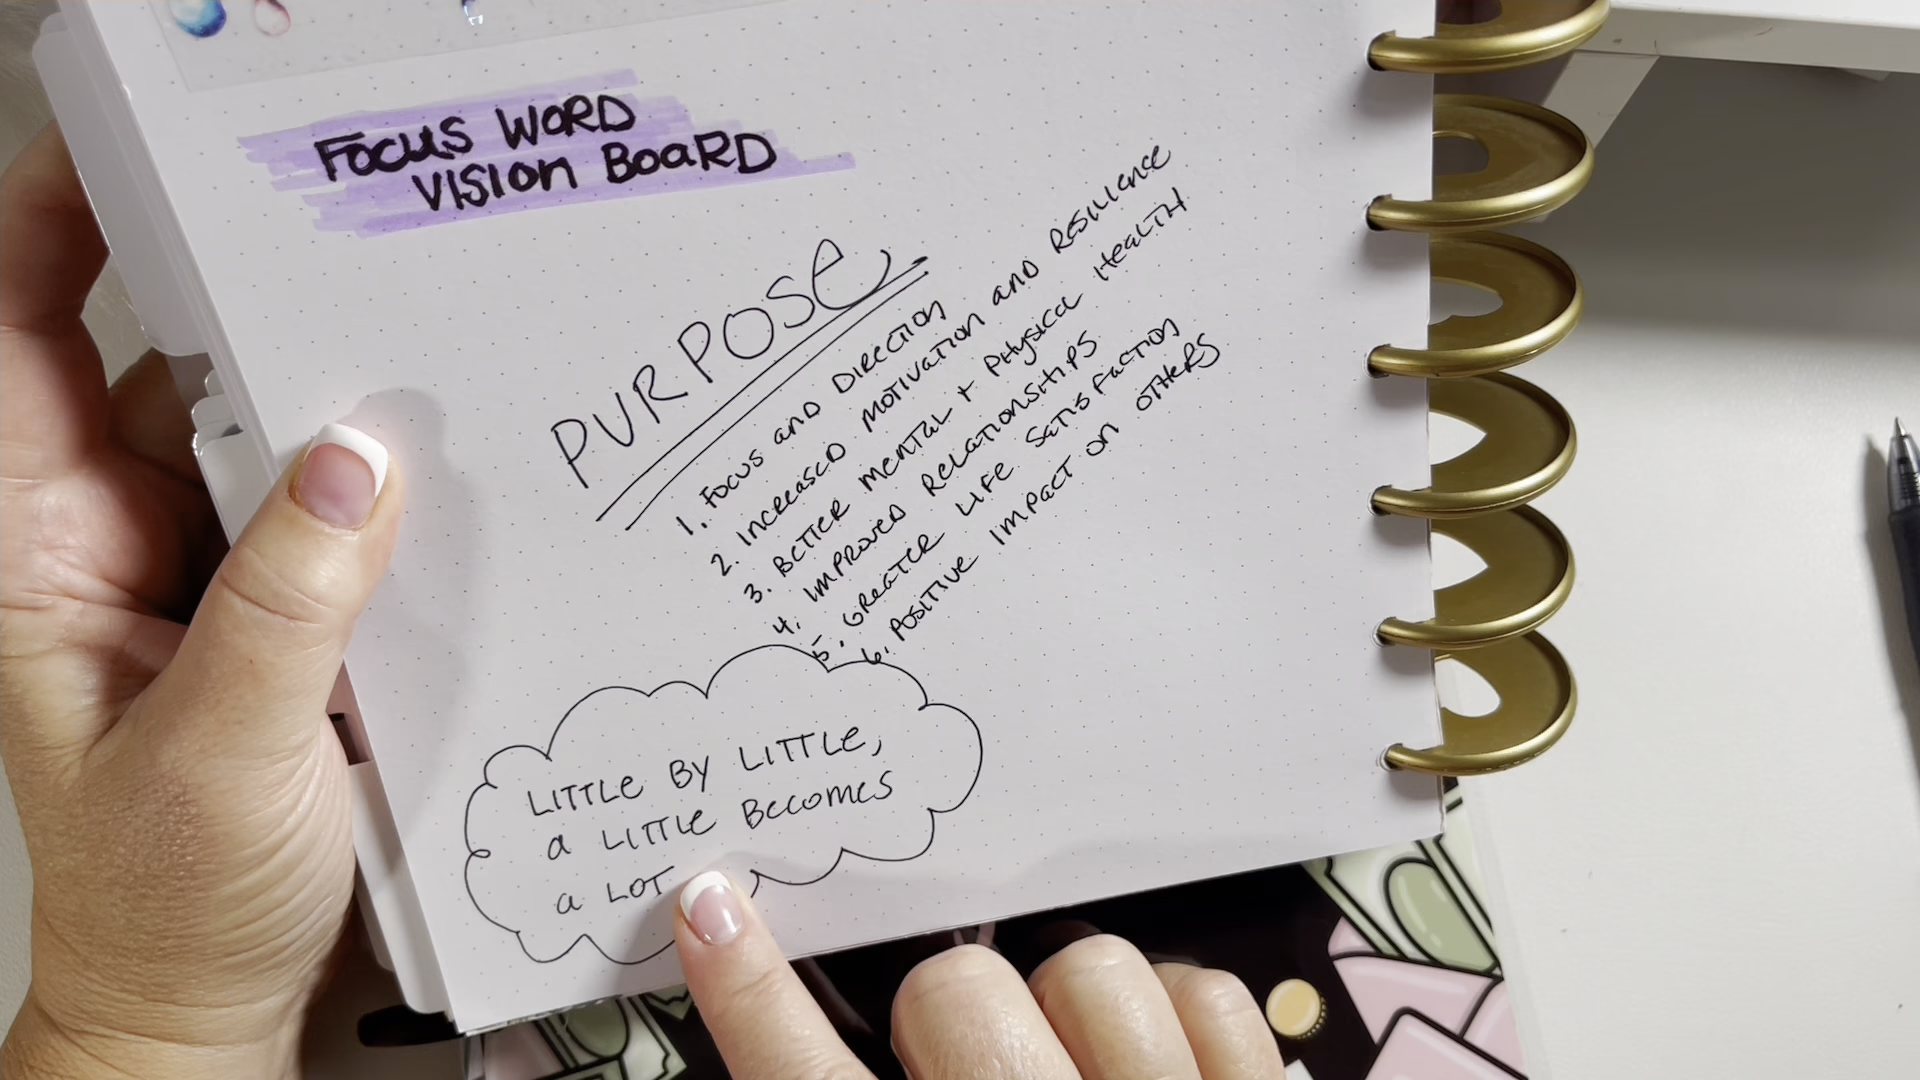 FOCUS WORD
VISION BOARD
PURPOSE
1. FOCUS AND DIRECTION
2. INCREASED MOTIVATION AND RESILIENCE
3. BETTER MENTAL + PHYSICAL HEALTH
4. IMPROVED RELATIONSHIPS
5. GREATER LIFE SATISFACTION
6. POSITIVE IMPACT ON OTHERS
LITTLE BY LITTLE,
A LITTLE BECOMES
A LOT